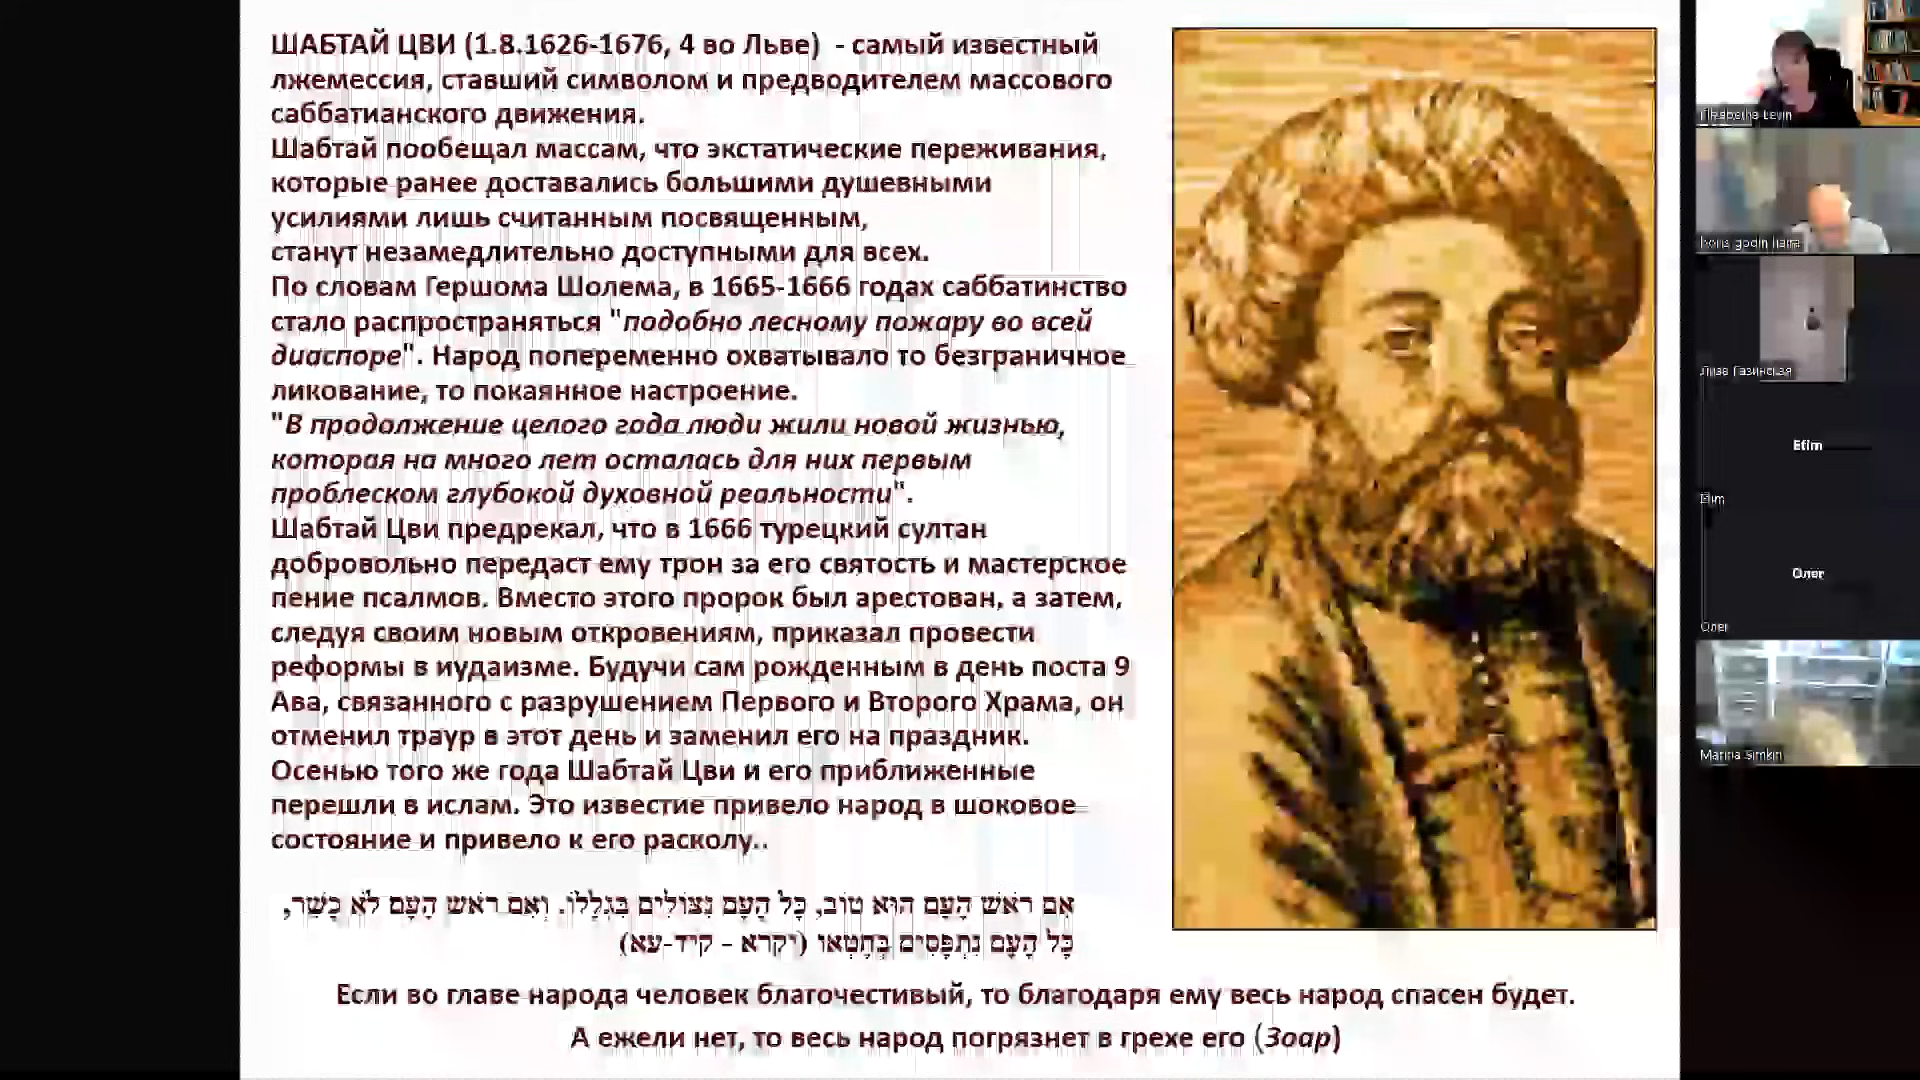 ШАБТАЙ ЦВИ (1.8.1626-1676, 4 во Льве) - самый известный
лжемессия, ставший символом и предводителем массового
саббатианского движения.
Шабтай пообещал массам, что экстатические переживания,
которые ранее доставались большими душевными
усилиями лишь считанным посвященным,
станут незамедлительно доступными для всех.
По словам Гершома Шолема, в 1665-1666 годах саббатинство
стало распространяться "подобно лесному пожару во всей
диаспоре". Народ попеременно охватывало то безграничное
ликование, то покаянное настроение.
"В продолжение целого года люди жили новой жизнью,
которая на много лет осталась для них первым
проблеском глубокой духовной реальности".
Шабтай Цви предрекал, что в 1666 турецкий султан
добровольно передаст ему трон за его святость и мастерское
пение псалмов. Вместо этого пророк был арестован, а затем,
следуя своим новым откровениям, приказал провести
реформы в иудаизме. Будучи сам рожденным в день поста 9
Ава, связанного с разрушением Первого и Второго Храма, он
отменил траур в этот день и заменил его на праздник.
Осенью того же года Шабтай Цви и его приближенные
перешли в ислам. Это известие привело народ в шоковое
состояние и привело к его расколу..
אִם רֹאשׁ הָעָם הוּא טוֹב, כָּל הָעָם נִצּוֹלִים בִּגְלָלוֹ. וְאִם רֹאשׁ הָעָם לֹא כָשֵׁר,
כָּל הָעָם נִתְפָּסִים בְּחֶטְאוֹ (ויקרא - קיד-עא)
Если во главе народа человек благочестивый, то благодаря ему весь народ спасен будет.
А ежели нет, то весь народ погрязнет в грехе его (Зоар)
Elisabetha Levin
boris godin haifa
Лиза Газинская
Efim
Efim
Олег
Олег
Marina Simkin